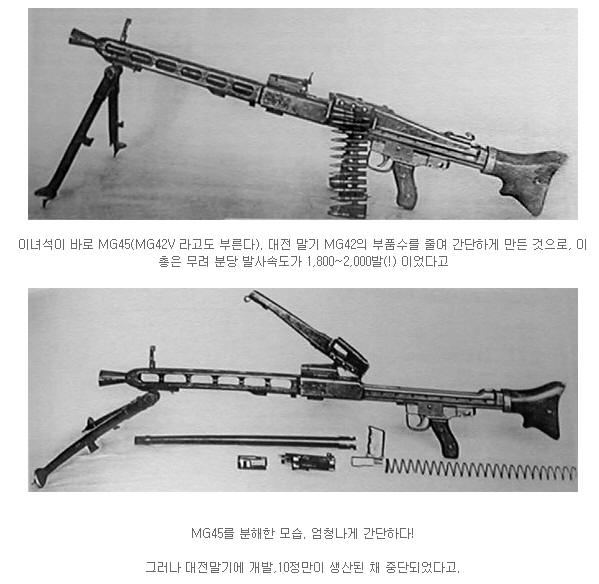 이녀석이 바로 MG45(MG42V 라고도 부른다), 대전 말기 MG42의 부품수를 줄여 간단하게 만든 것으로, 이
총은 무려 분당 발사속도가 1,800~2,000발(!) 이었다고
MG45를 분해한 모습, 엄청나게 간단하다!
그러나 대전말기에 개발,10정만이 생산된 채 중단되었다고,